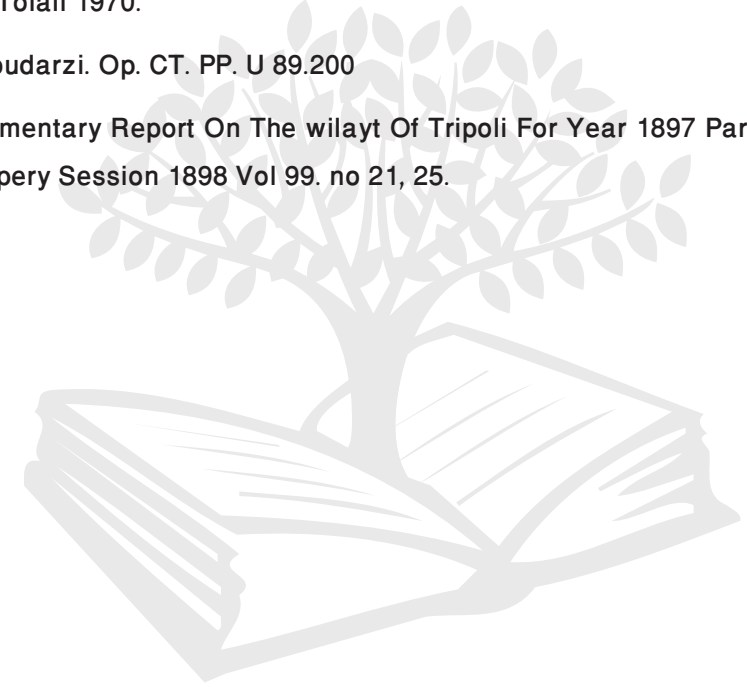 1970.
oudarzi. Op. CT. PP. U 89.200
mentary Report On The wilayt Of Tripoli For Year 1897 Par
pery Session 1898 Vol 99. no 21, 25.